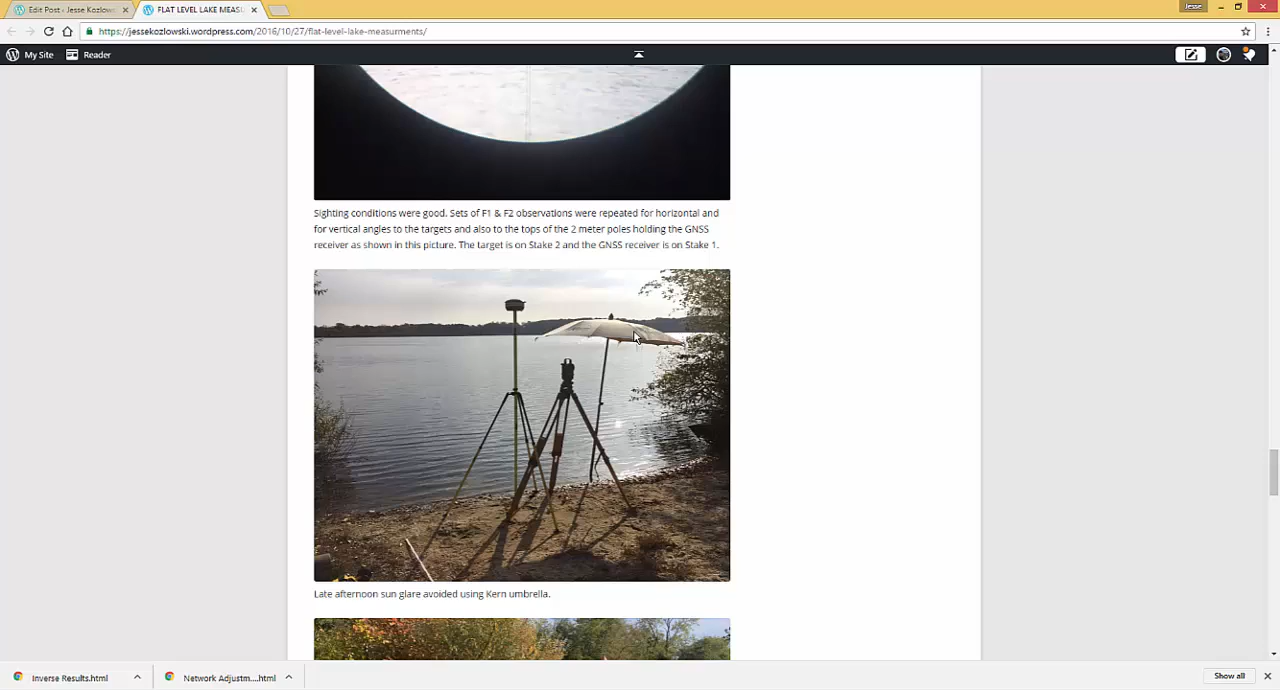 Jesse
Edit Post ‹ Jesse Kozlows
FLAT LEVEL LAKE MEASU
https://jessekozlowski.wordpress.com/2016/10/27/flat-level-lake-measurments/
My Site
Reader
Sighting conditions were good. Sets of F1 & F2 observations were repeated for horizontal and
for vertical angles to the targets and also to the tops of the 2 meter poles holding the GNSS
receiver as shown in this picture. The target is on Stake 2 and the GNSS receiver is on Stake 1.
Late afternoon sun glare avoided using Kern umbrella.
Inverse Results.html
Network Adjustm....html
Show all